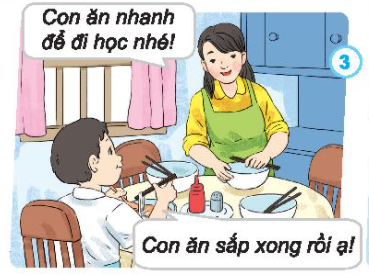 Con ăn nhanh
để đi học nhé!
3
Con ăn sắp xong rồi ạ!